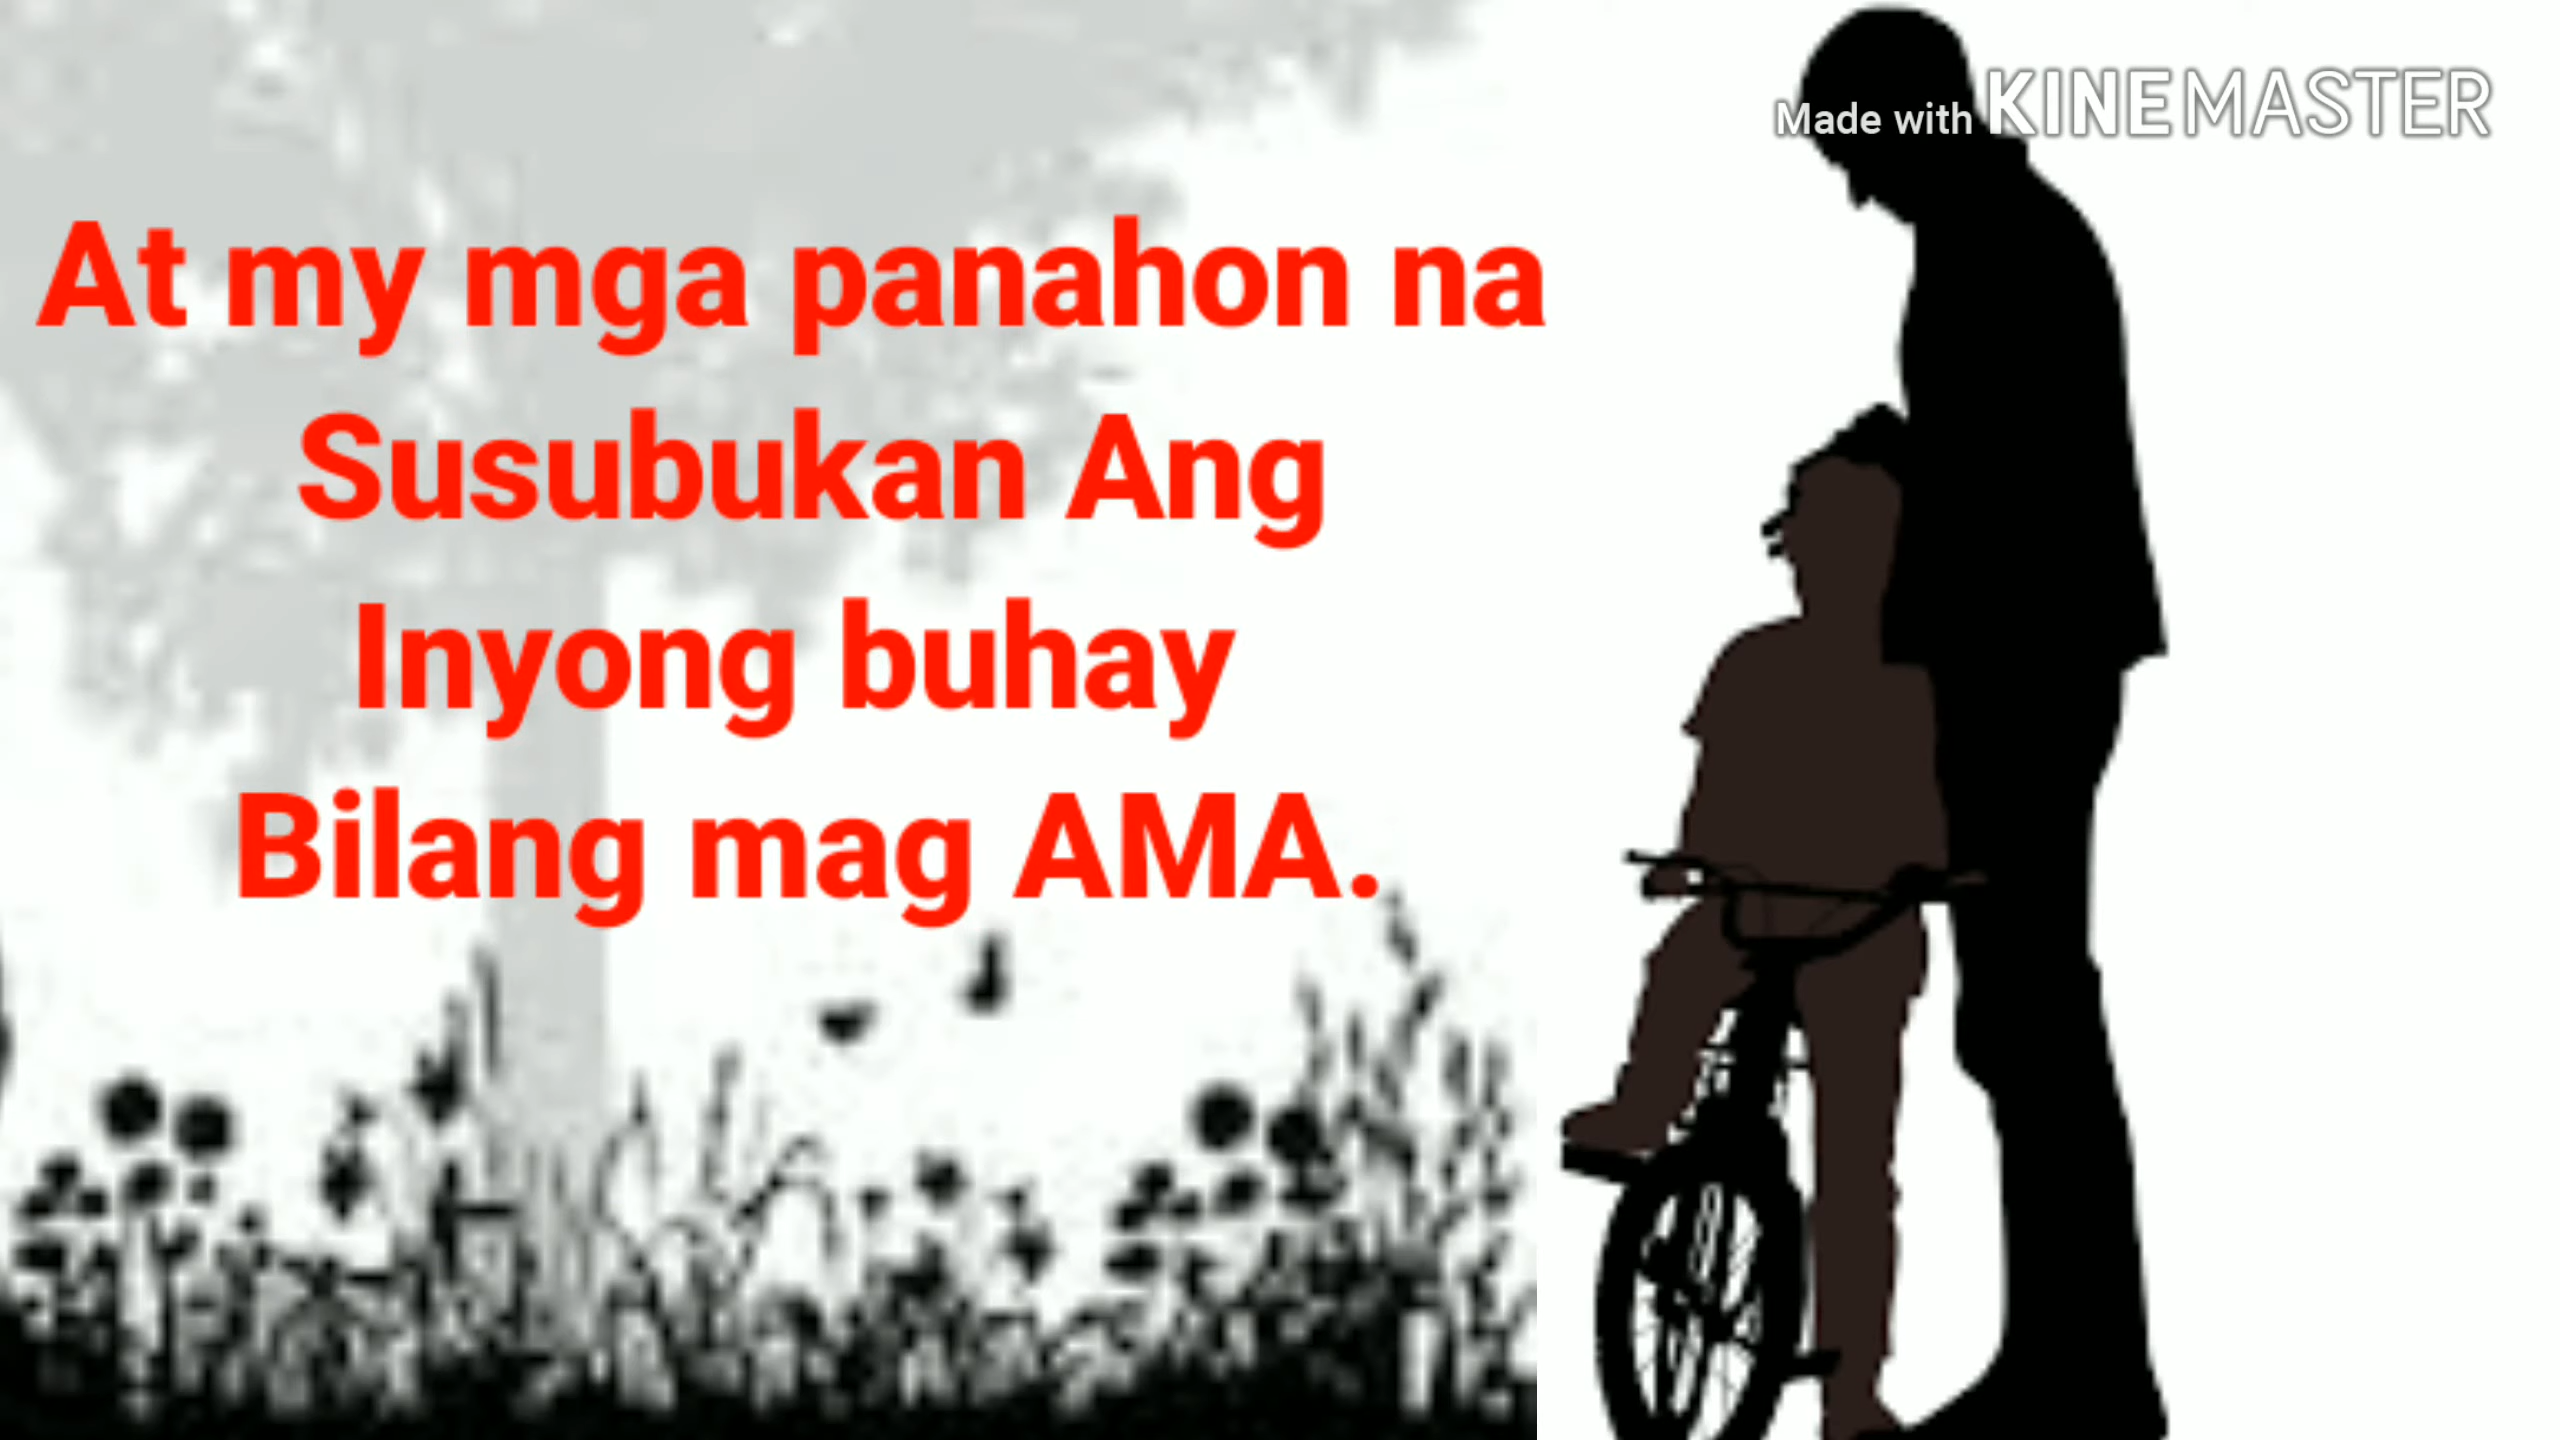 Made with KINEMASTER
At my mga panahon na
Susubukan Ang
Inyong buhay
Bilang mag AMA.